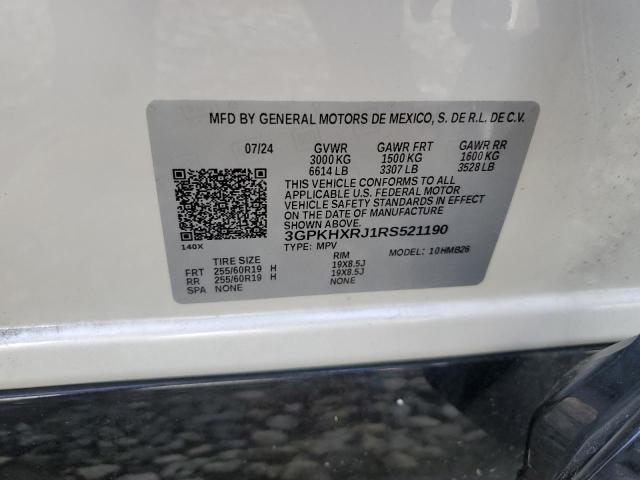 MFD BY GENERAL MOTORS DE MEXICO, S. DE R.L. DE C.V.
07/24 GVWR GAWR FRT GAWR RR
3000 KG 1500 KG 1600 KG
6614 LB 3307 LB 3528 LB
THIS VEHICLE CONFORMS TO ALL
APPLICABLE U.S. FEDERAL MOTOR
VEHICLE SAFETY STANDARDS IN EFFECT
ON THE DATE OF MANUFACTURE
SHOWN ABOVE.
3GPKHXRJ1RS521190
140X TYPE: MPV MODEL: 10HMB26
TIRE SIZE RIM
FRT 255/60R19 H 19X8.5J
RR 255/60R19 H 19X8.5J
SPA NONE NONE